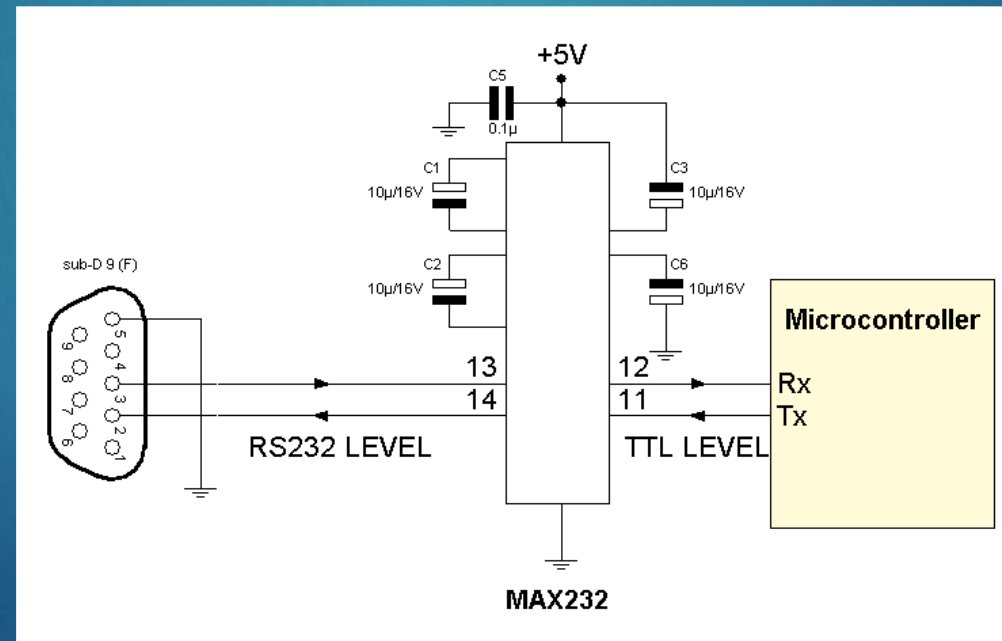 +5V
C5
0.1µ
C1
10µ/16V
C3
10µ/16V
C2
10µ/16V
C6
10µ/16V
sub-D 9 (F)
5
9
4
8
3
7
2
6
1
Microcontroller
13
12
Rx
14
11
Tx
RS232 LEVEL
TTL LEVEL
MAX232